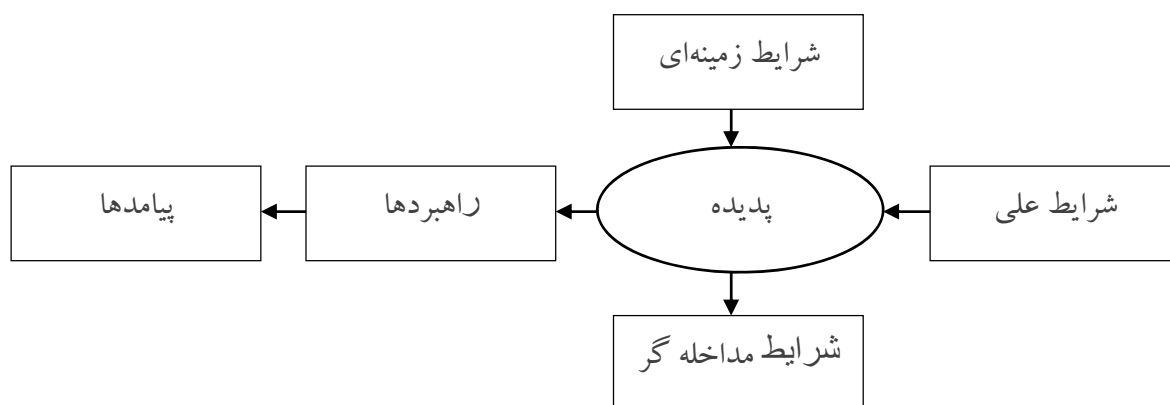 شرایط زمینه‌ای
شرایط علی
پدیده
راهبردها
پیامدها
شرایط مداخله گر